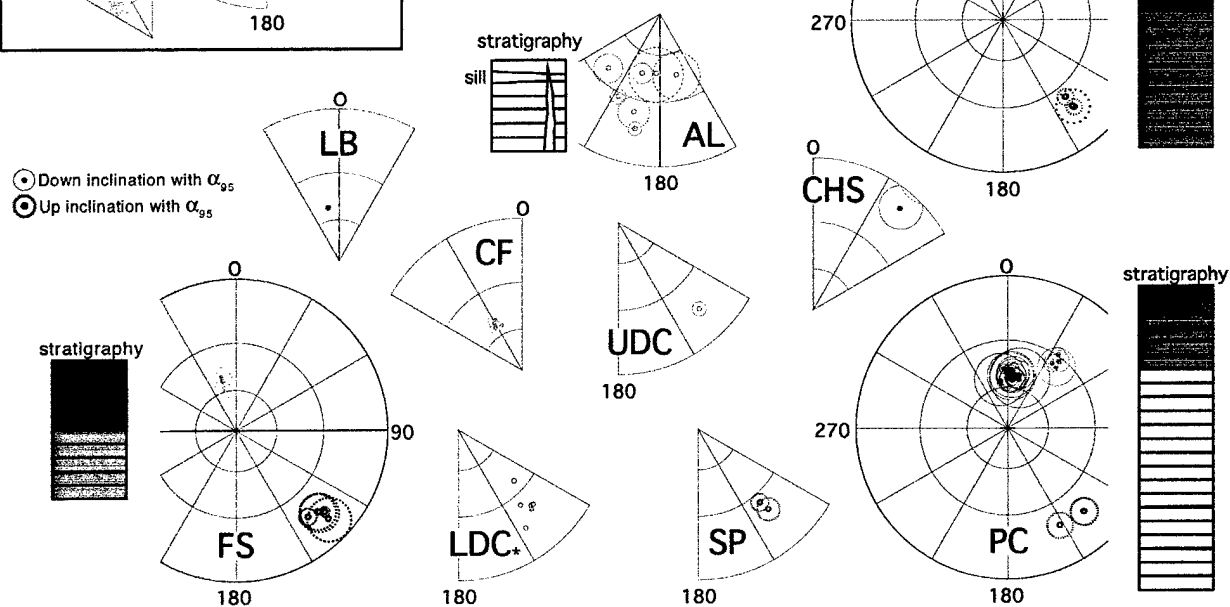 180
270
stratigraphy
sill
0
LB
AL
0
180
180
CHS
Down inclination with α95
Up inclination with α95
0
CF
0
0
stratigraphy
UDC
stratigraphy
180
90
270
FS
LDC*
SP
PC
180
180
180
180